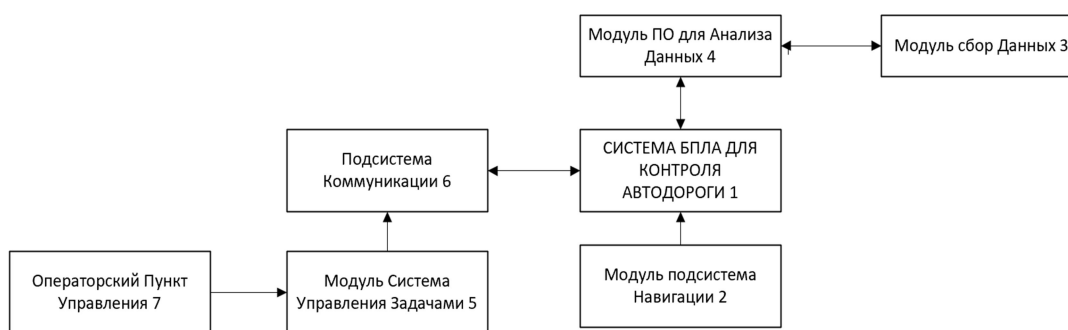 Модуль ПО для Анализа
Данных 4
Модуль сбор Данных 3
Подсистема
Коммуникации 6
СИСТЕМА БПЛА ДЛЯ
КОНТРОЛЯ
АВТОДОРОГИ 1
Операторский Пункт
Управления 7
Модуль Система
Управления Задачами 5
Модуль подсистема
Навигации 2